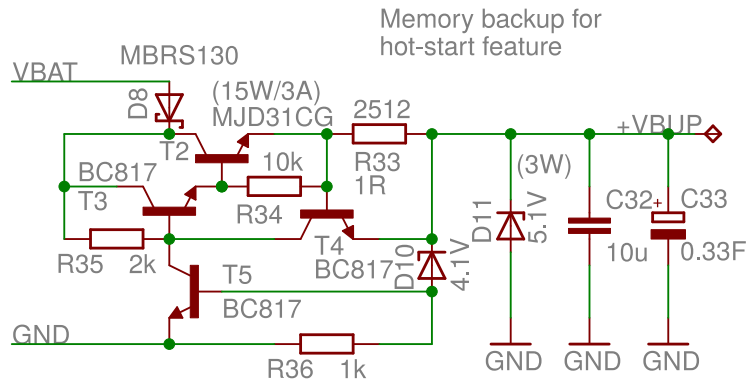 Memory backup for
hot-start feature
MBRS130
VBAT
D8
(15W/3A)
MJD31CG
2512
T2
R33
1R
+VBUP
BC817
T3
10k
R34
(3W)
D11
5.1V
C32
10u
+
C33
0.33F
T4
BC817
D10
4.1V
R35
2k
T5
BC817
GND
R36
1k
GND
GND
GND